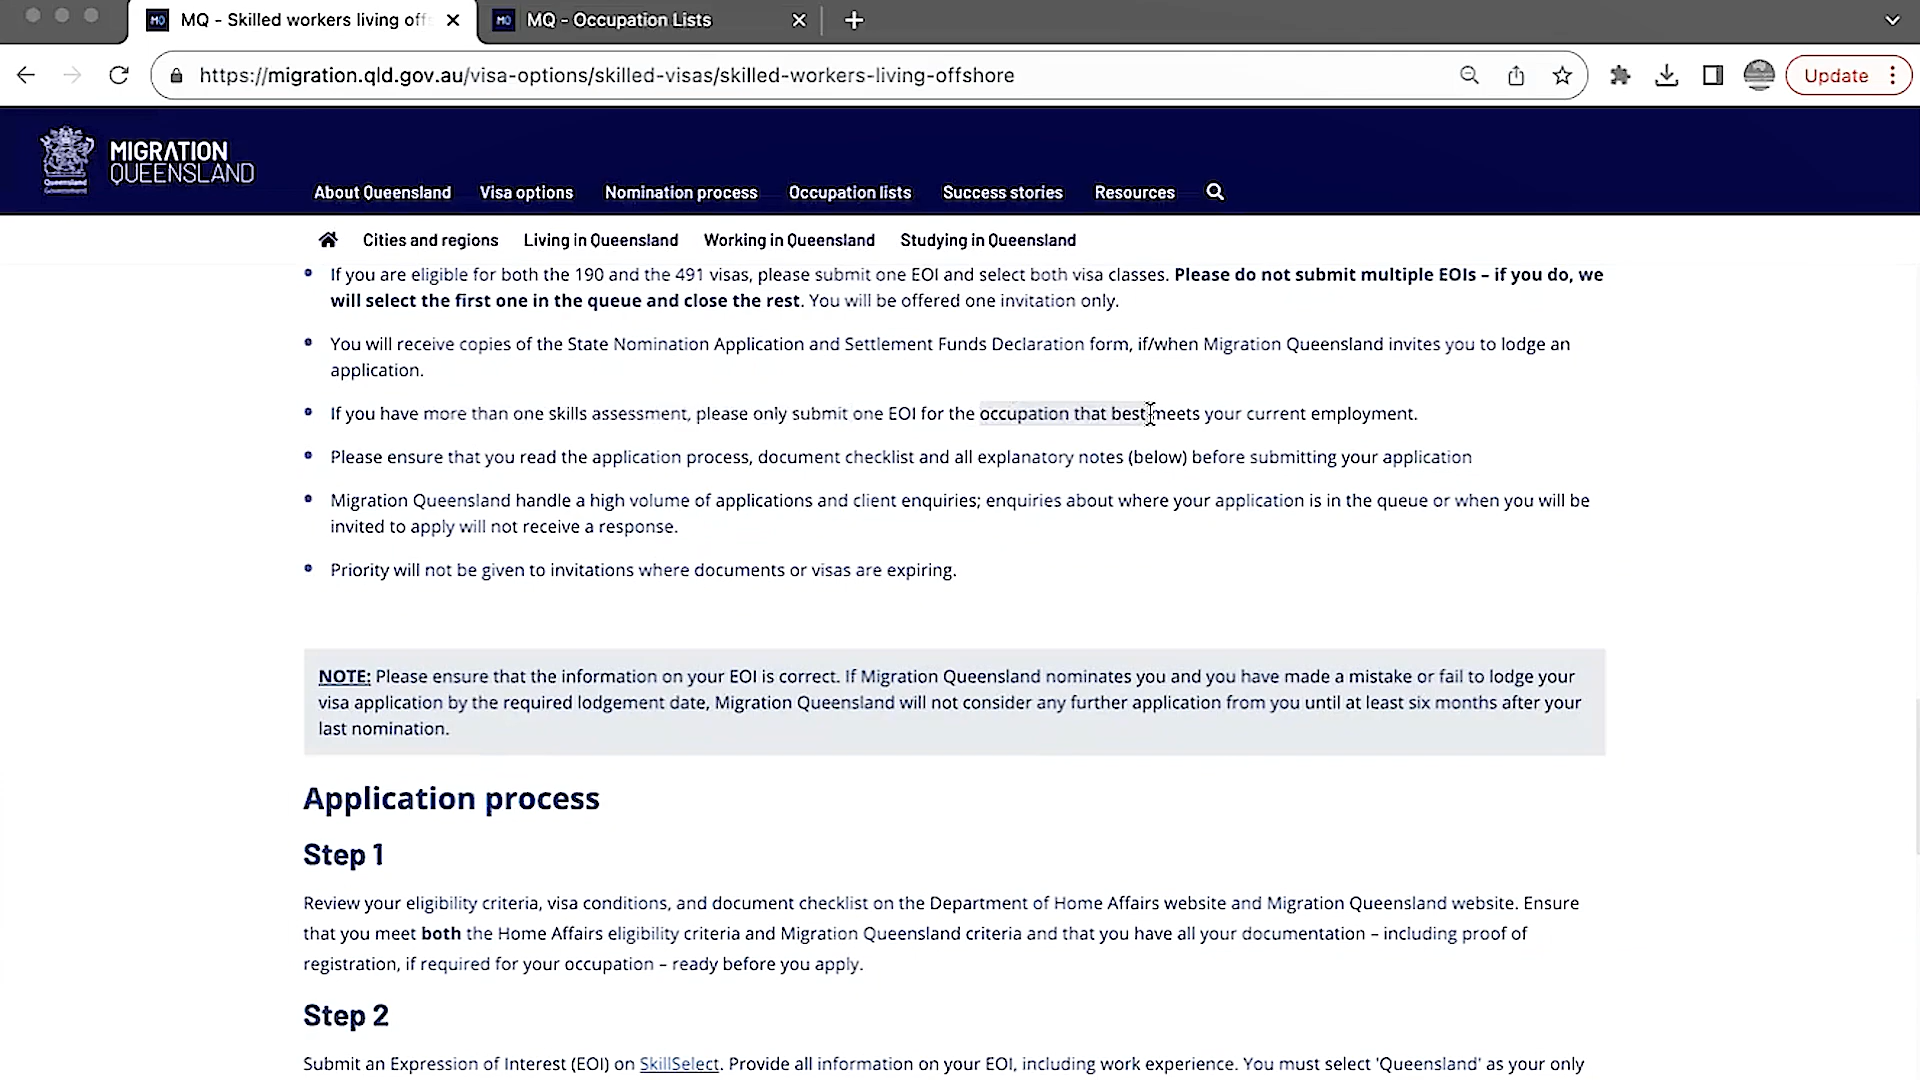 MQ - Skilled workers living off
MQ - Occupation Lists
https://migration.qld.gov.au/visa-options/skilled-visas/skilled-workers-living-offshore
Update
MIGRATION
QUEENSLAND
Queensland
Government
About Queensland
Visa options
Nomination process
Occupation lists
Success stories
Resources
Cities and regions
Living in Queensland
Working in Queensland
Studying in Queensland
If you are eligible for both the 190 and the 491 visas, please submit one EOI and select both visa classes. Please do not submit multiple EOIs – if you do, we
will select the first one in the queue and close the rest. You will be offered one invitation only.
You will receive copies of the State Nomination Application and Settlement Funds Declaration form, if/when Migration Queensland invites you to lodge an
application.
If you have more than one skills assessment, please only submit one EOI for the occupation that best meets your current employment.
Please ensure that you read the application process, document checklist and all explanatory notes (below) before submitting your application
Migration Queensland handle a high volume of applications and client enquiries; enquiries about where your application is in the queue or when you will be
invited to apply will not receive a response.
Priority will not be given to invitations where documents or visas are expiring.
NOTE: Please ensure that the information on your EOI is correct. If Migration Queensland nominates you and you have made a mistake or fail to lodge your
visa application by the required lodgement date, Migration Queensland will not consider any further application from you until at least six months after your
last nomination.
Application process
Step 1
Review your eligibility criteria, visa conditions, and document checklist on the Department of Home Affairs website and Migration Queensland website. Ensure
that you meet both the Home Affairs eligibility criteria and Migration Queensland criteria and that you have all your documentation – including proof of
registration, if required for your occupation – ready before you apply.
Step 2
Submit an Expression of Interest (EOI) on SkillSelect. Provide all information on your EOI, including work experience. You must select 'Queensland' as your only